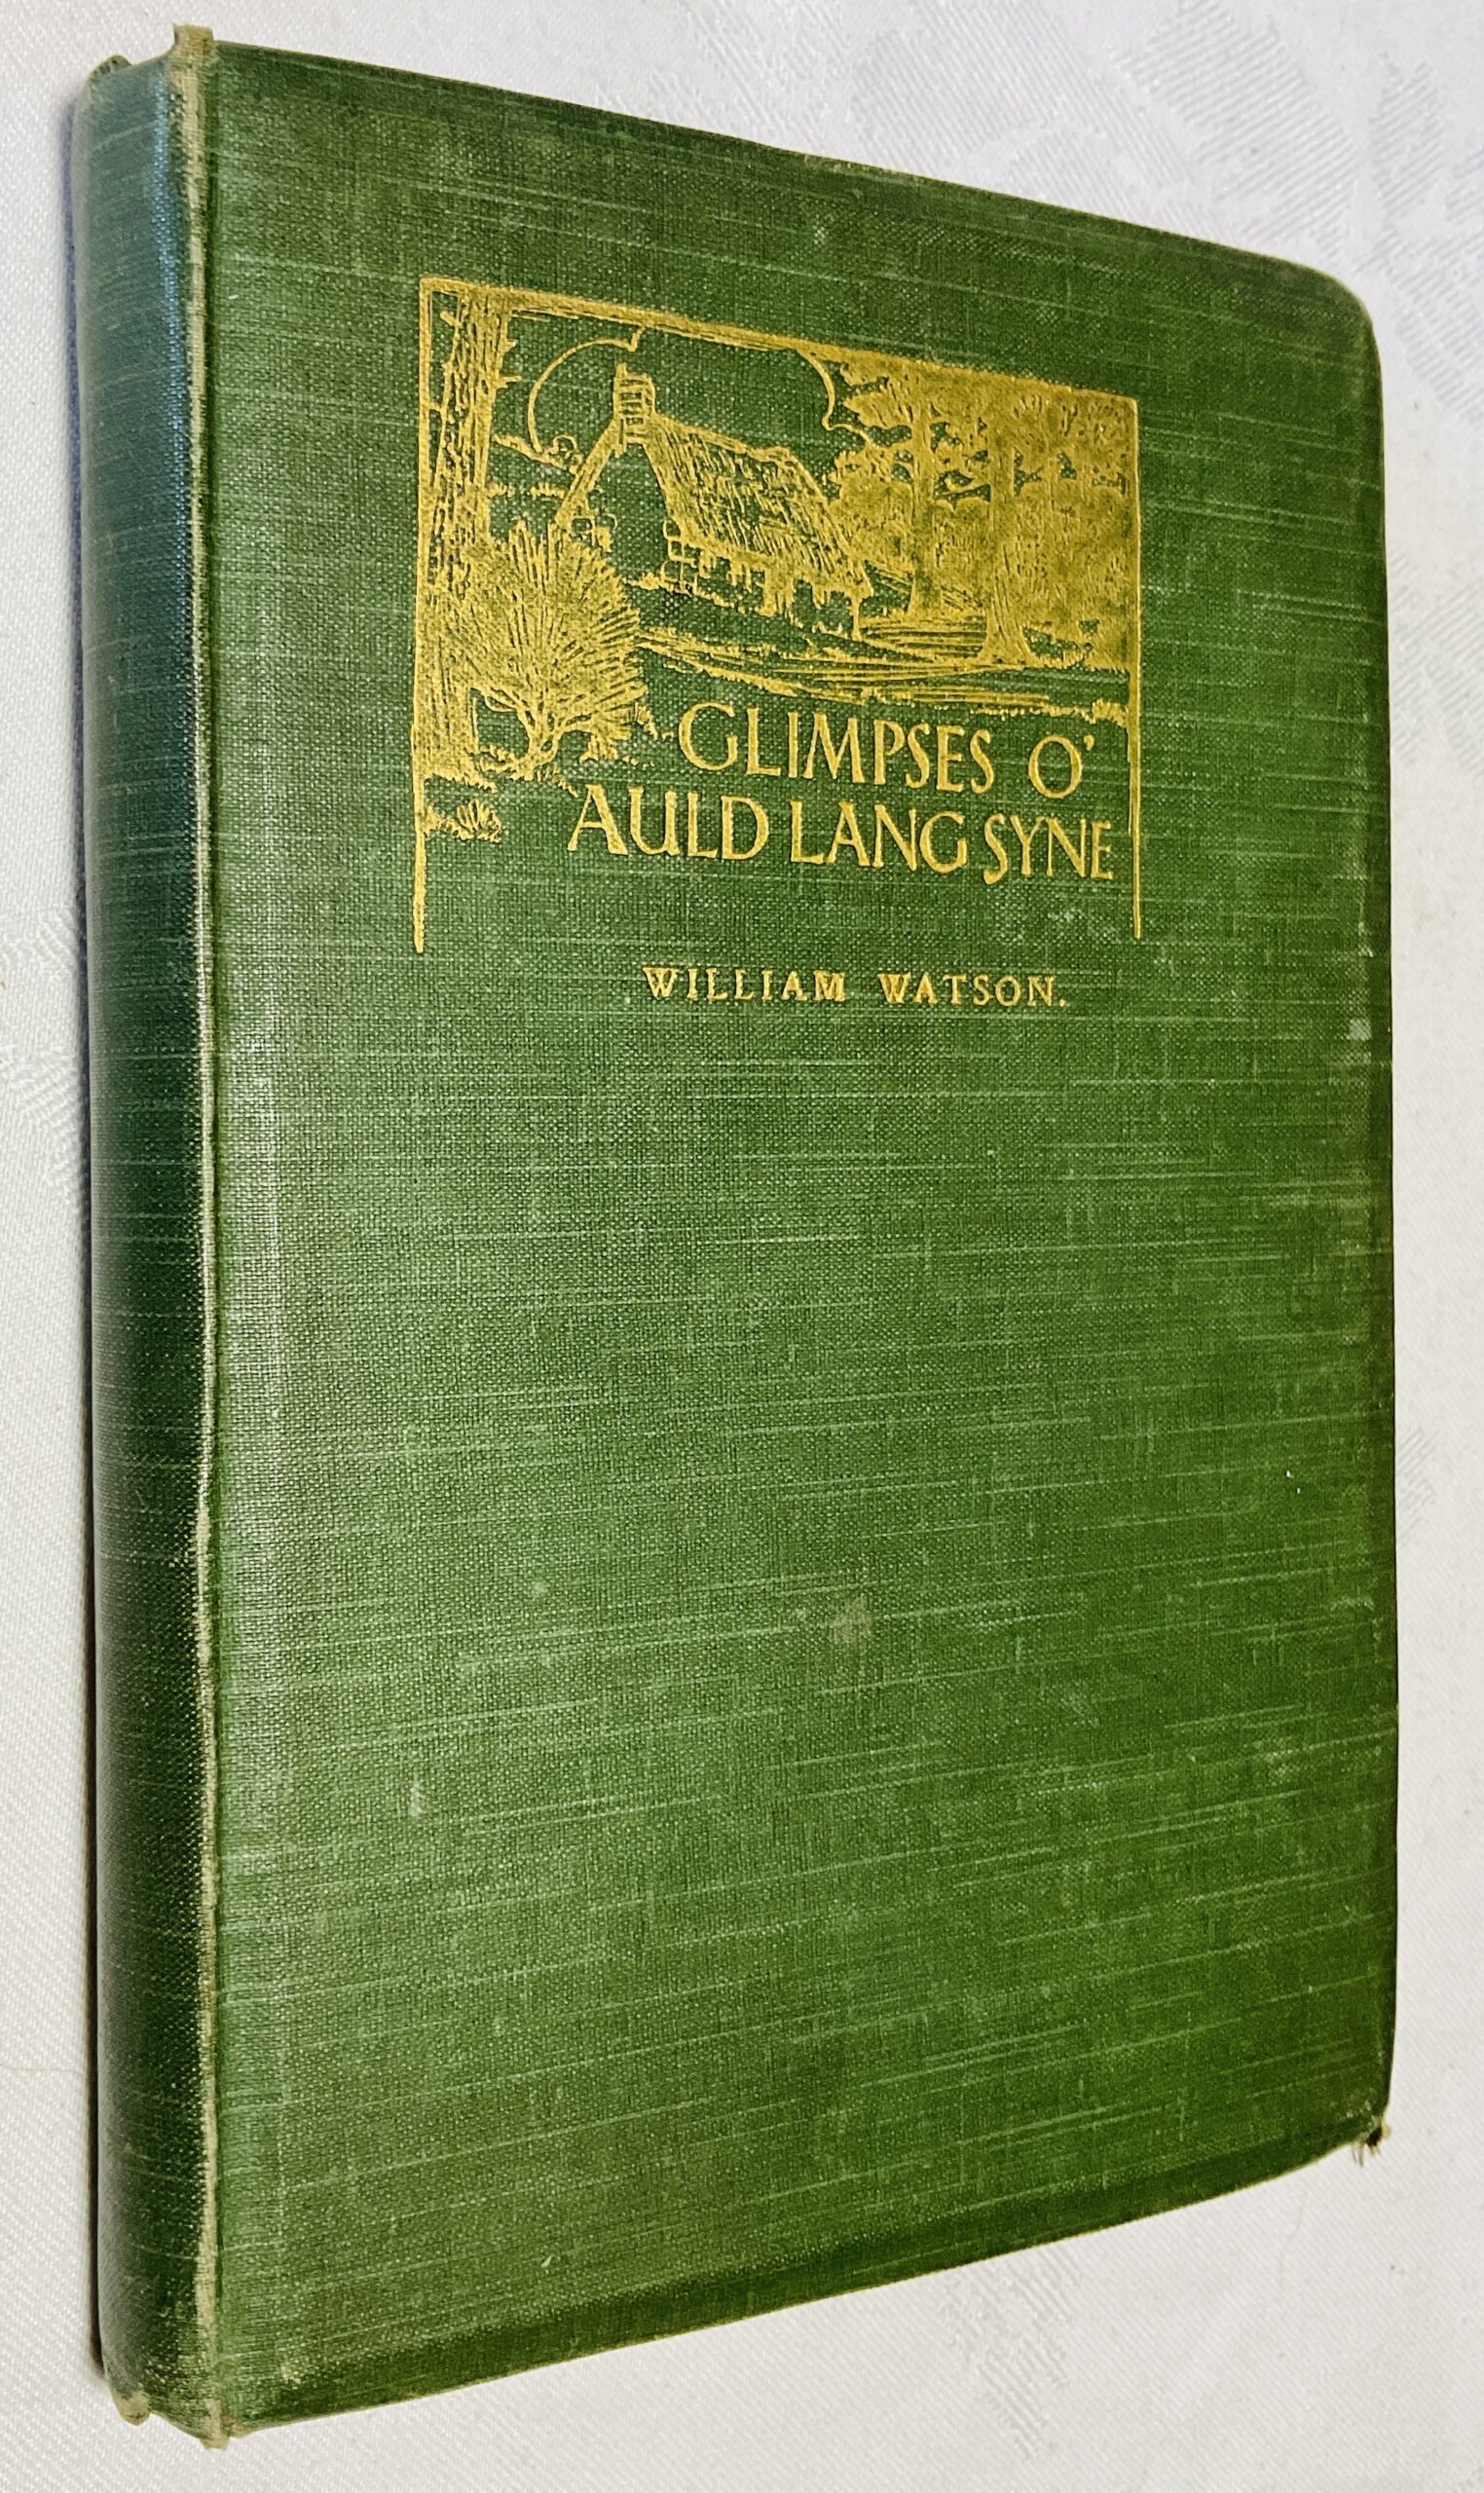 GLIMPSES O'
AULD LANG SYNE
WILLIAM WATSON.